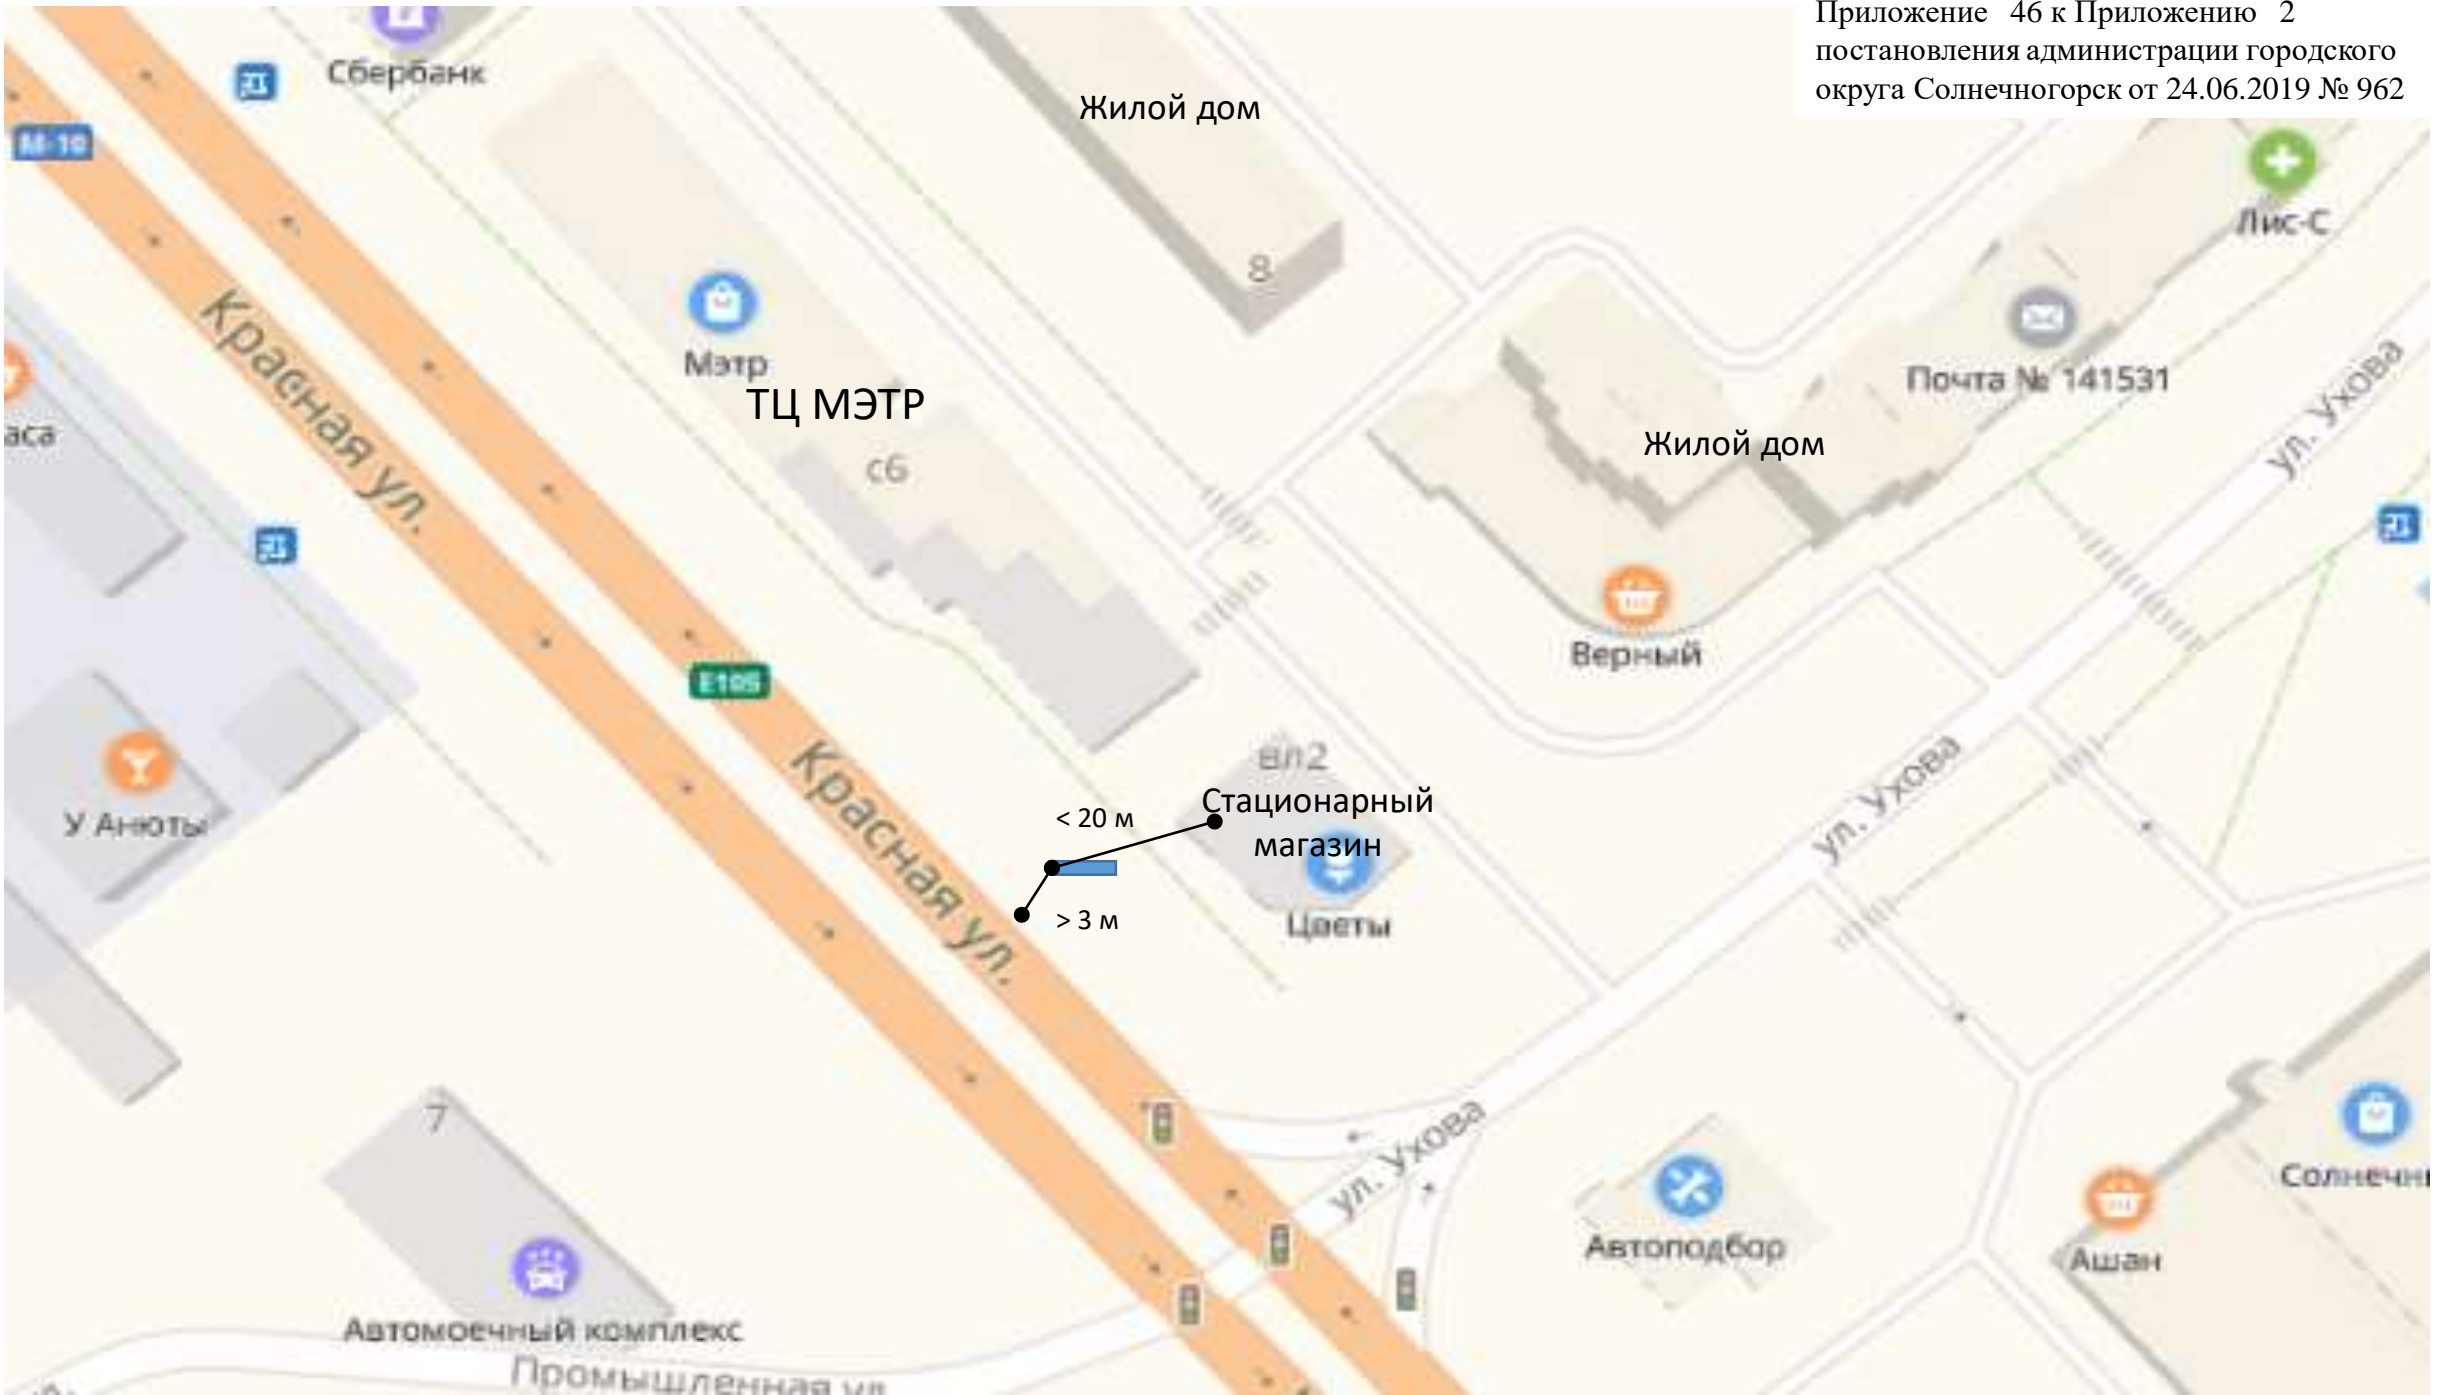 Приложение 46 к Приложению 2
постановления администрации городского
округа Солнечногорск от 24.06.2019 № 962
Сбербанк
Жилой дом
М-10
Лис-С
8
Мэтр
ТЦ МЭТР
Почта № 141531
Красная ул.
аса
Жилой дом
ул. Ухова
с6
Верный
Е105
У Анюты
вл2
Стационарный
магазин
< 20 м
Красная ул.
ул. Ухова
> 3 м
Цветы
7
ул. Ухова
Солнечн
Автоподбор
Ашан
Автомоечный комплекс
Промышленная ул.